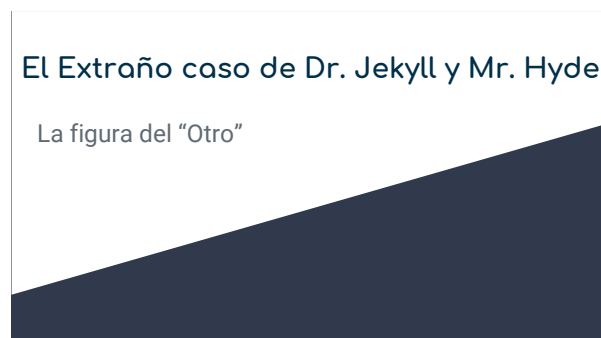 El Extraño caso de Dr. Jekyll y Mr. Hyde
La figura del “Otro”